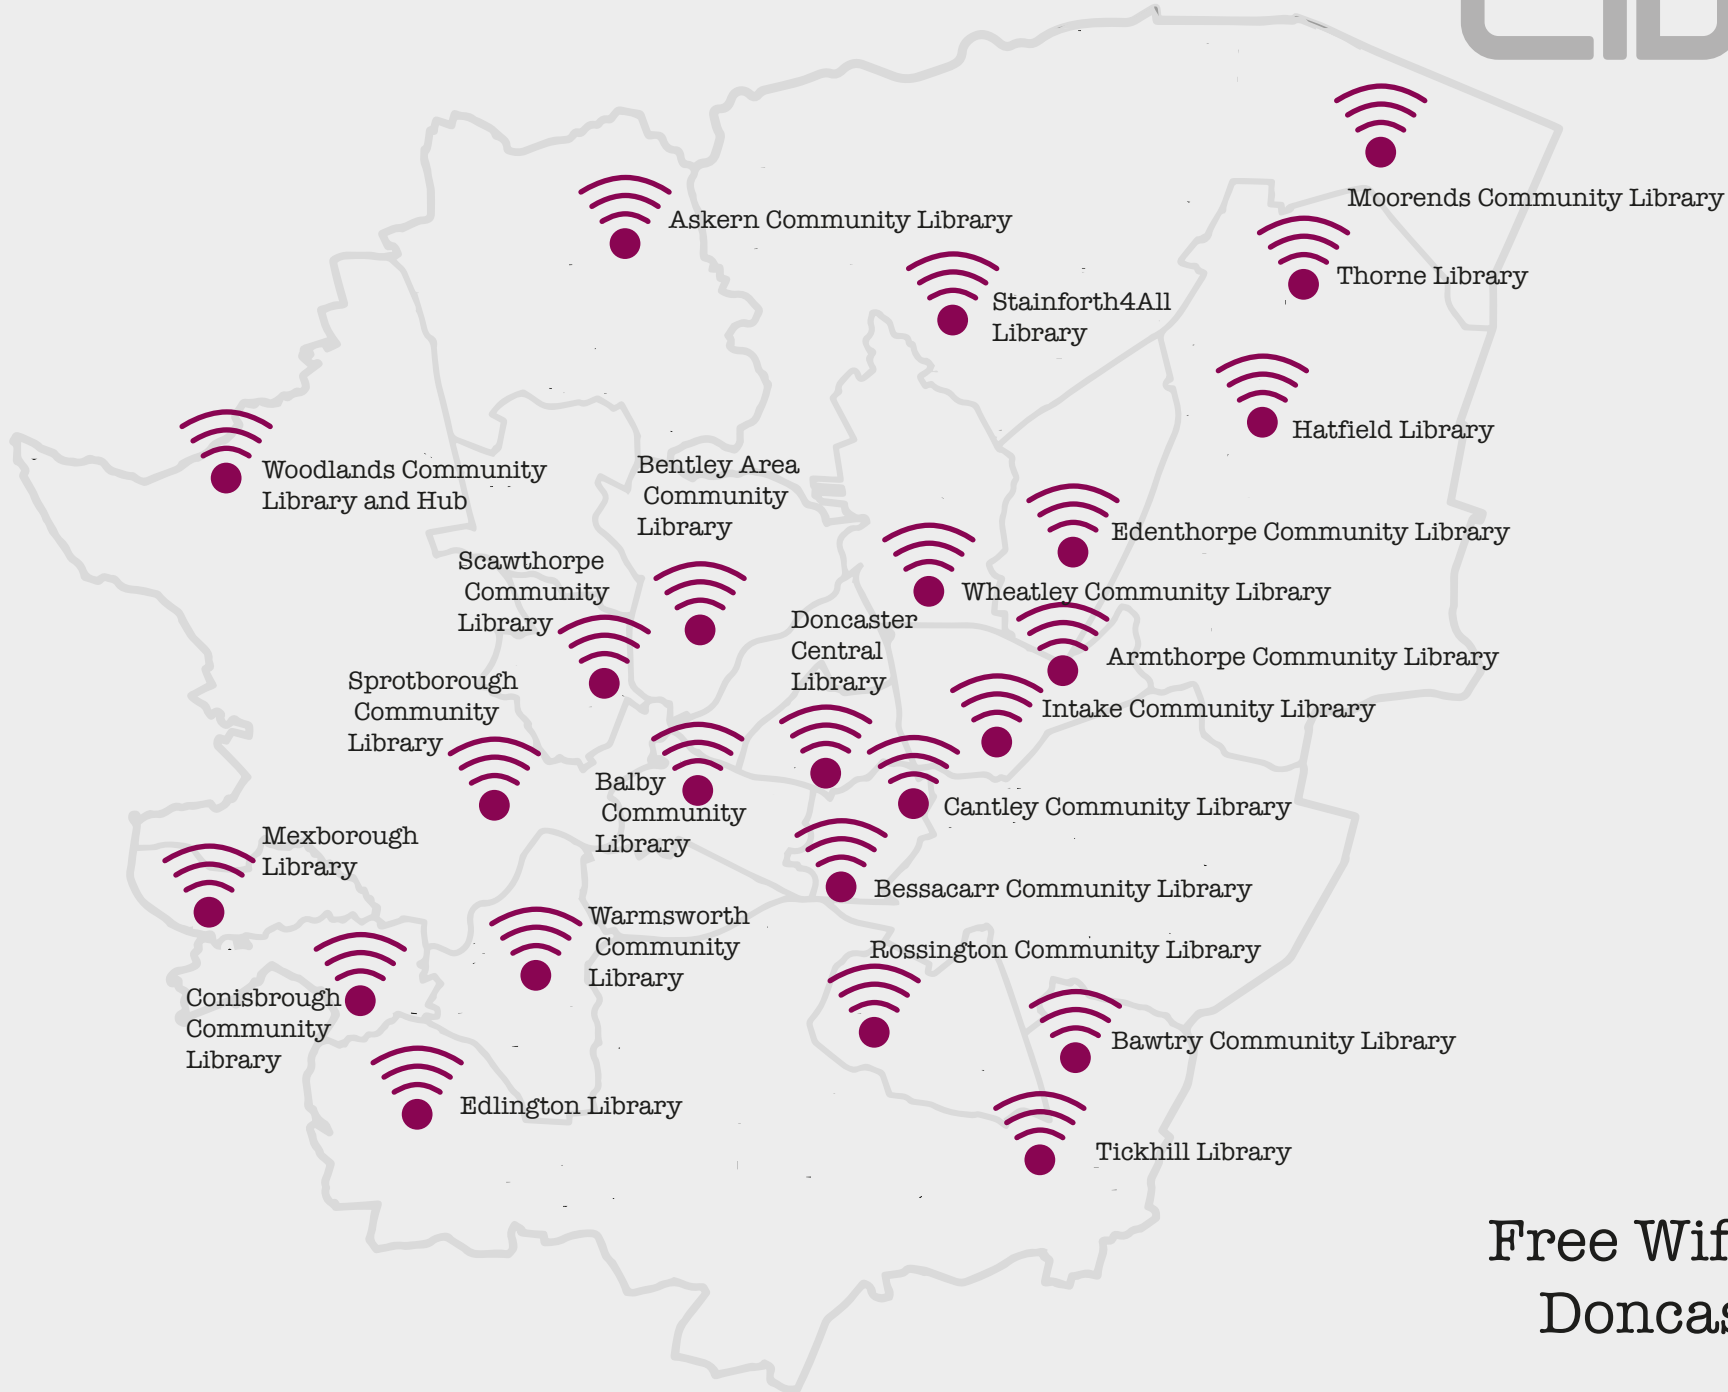 Moorends Community Library
Askern Community Library
Thorne Library
Stainforth4All
Library
Hatfield Library
Woodlands Community
Library and Hub
Bentley Area
Community
Library
Edenthorpe Community Library
Scawthorpe
Community
Library
Wheatley Community Library
Doncaster
Central
Library
Armthorpe Community Library
Sprotborough
Community
Library
Intake Community Library
Balby
Community
Library
Cantley Community Library
Mexborough
Library
Bessacarr Community Library
Warmsworth
Community
Library
Rossington Community Library
Conisbrough
Community
Library
Bawtry Community Library
Edlington Library
Tickhill Library
Free